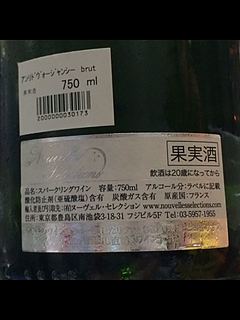 アンリ・ド・ヴォージャンシー brut
果実酒
750 ml
2000000030173
Nouvelles
Selections
果実酒
飲酒は20歳になってから
品名:スパークリングワイン 容量:750ml アルコール分:ラベルに記載
酸化防止剤(亜硫酸塩)含有 炭酸ガス含有 原産国:フランス
輸入者及び引取先:(有)ヌーヴェル・セレクション www.nouvellesselections.com
住所:東京都豊島区南池袋3-18-31 フジビル5F Tel:03-5957-1955